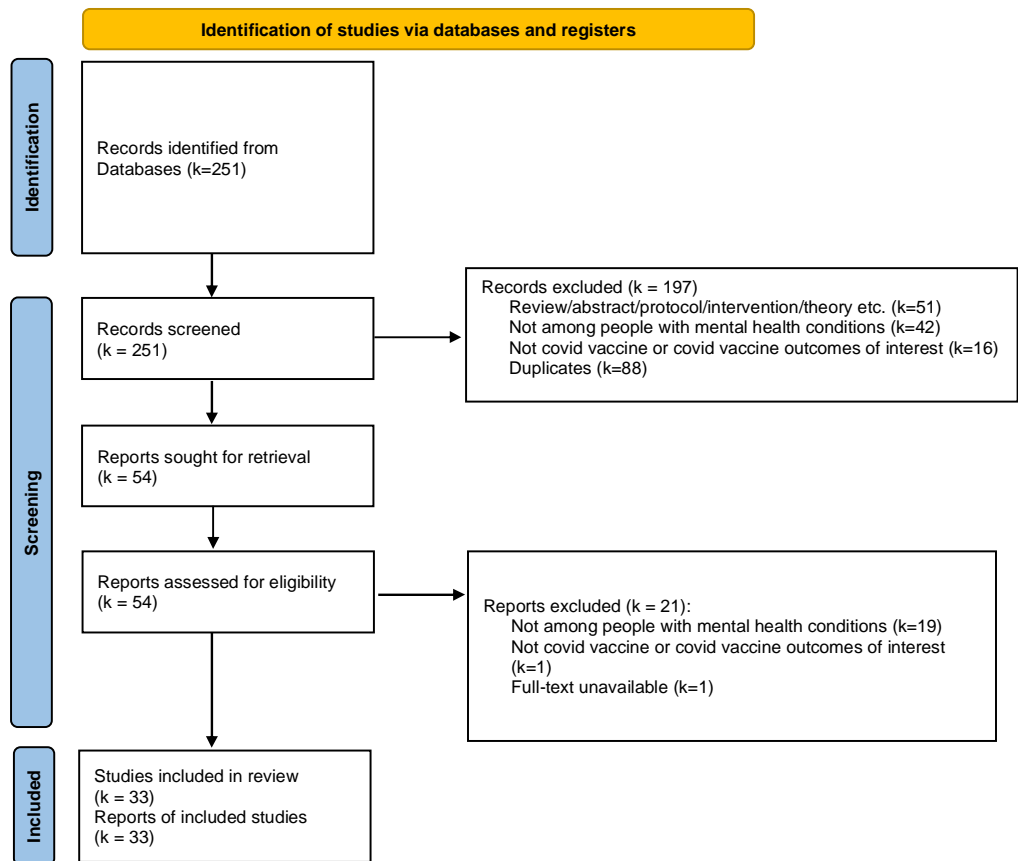 Identification of studies via databases and registers
Identification
Records identified from
Databases (k=251)
Screening
Records screened
(k = 251)
Records excluded (k = 197)
Review/abstract/protocol/intervention/theory etc. (k=51)
Not among people with mental health conditions (k=42)
Not covid vaccine or covid vaccine outcomes of interest (k=16)
Duplicates (k=88)
Reports sought for retrieval
(k = 54)
Reports assessed for eligibility
(k = 54)
Reports excluded (k = 21):
Not among people with mental health conditions (k=19)
Not covid vaccine or covid vaccine outcomes of interest
(k=1)
Full-text unavailable (k=1)
Included
Studies included in review
(k = 33)
Reports of included studies
(k = 33)